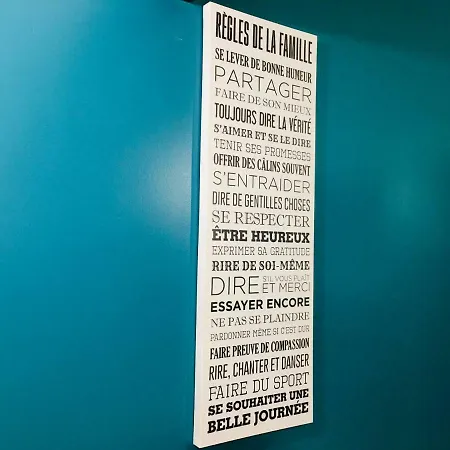 RÈGLES DE LA FAMILLE
SE LEVER DE BONNE HUMEUR
PARTAGER
FAIRE DE SON MIEUX
TOUJOURS DIRE LA VÉRITÉ
S'AIMER ET SE LE DIRE
TENIR SES PROMESSES
OFFRIR DES CÂLINS SOUVENT
S'ENTRAIDER
DIRE DE GENTILLES CHOSES
SE RESPECTER
ÊTRE HEUREUX
EXPRIMER SA GRATITUDE
RIRE DE SOI-MÊME
DIRE S'IL VOUS PLAÎT
ET MERCI
ESSAYER ENCORE
NE PAS SE PLAINDRE
PARDONNER MÊME SI C'EST DUR
FAIRE PREUVE DE COMPASSION
RIRE, CHANTER ET DANSER
FAIRE DU SPORT
SE SOUHAITER UNE
BELLE JOURNÉE